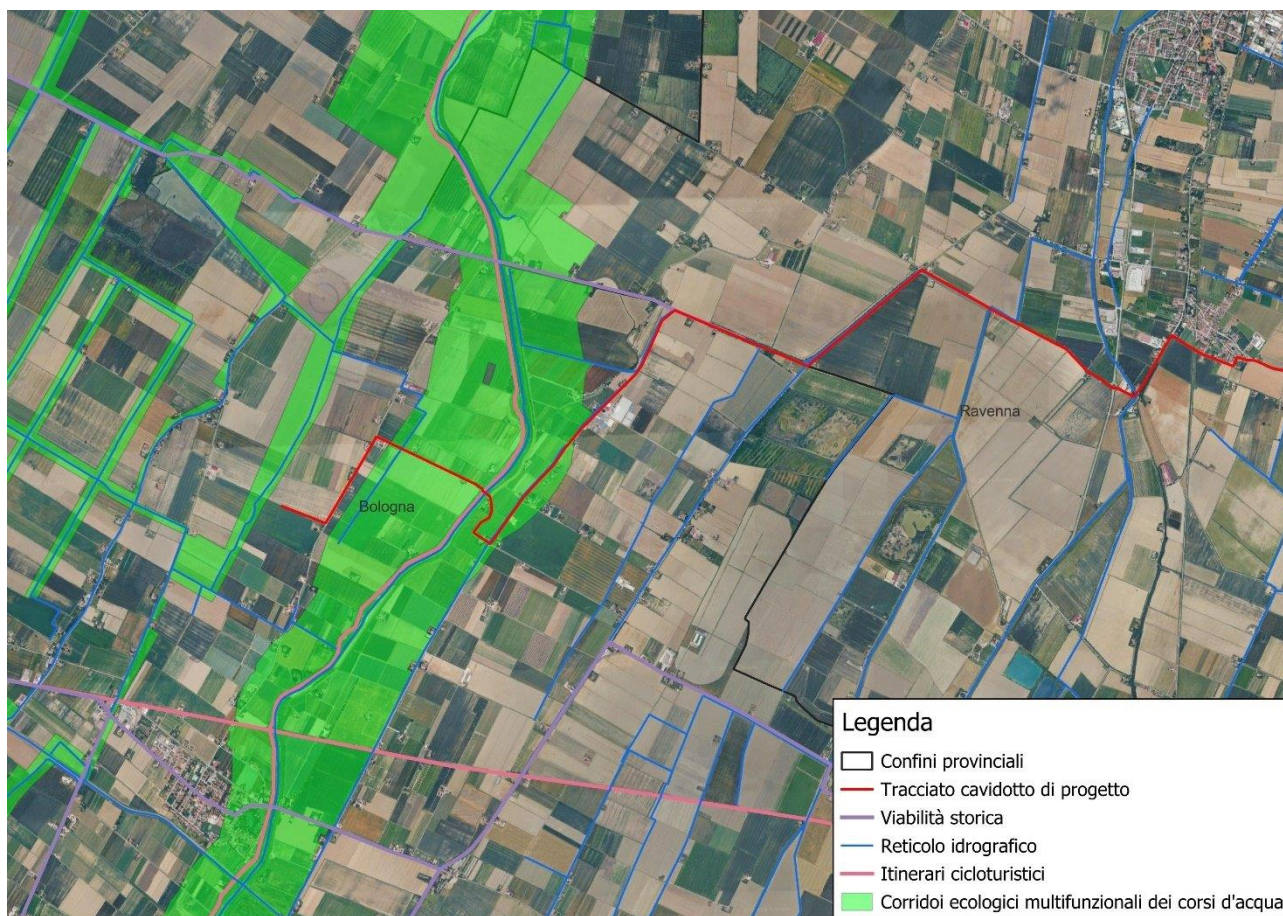 Ravenna
Bologna
Legenda
Confini provinciali
Tracciato cavidotto di progetto
Viabilità storica
Reticolo idrografico
Itinerari cicloturistici
Corridoi ecologici multifunzionali dei corsi d'acqua